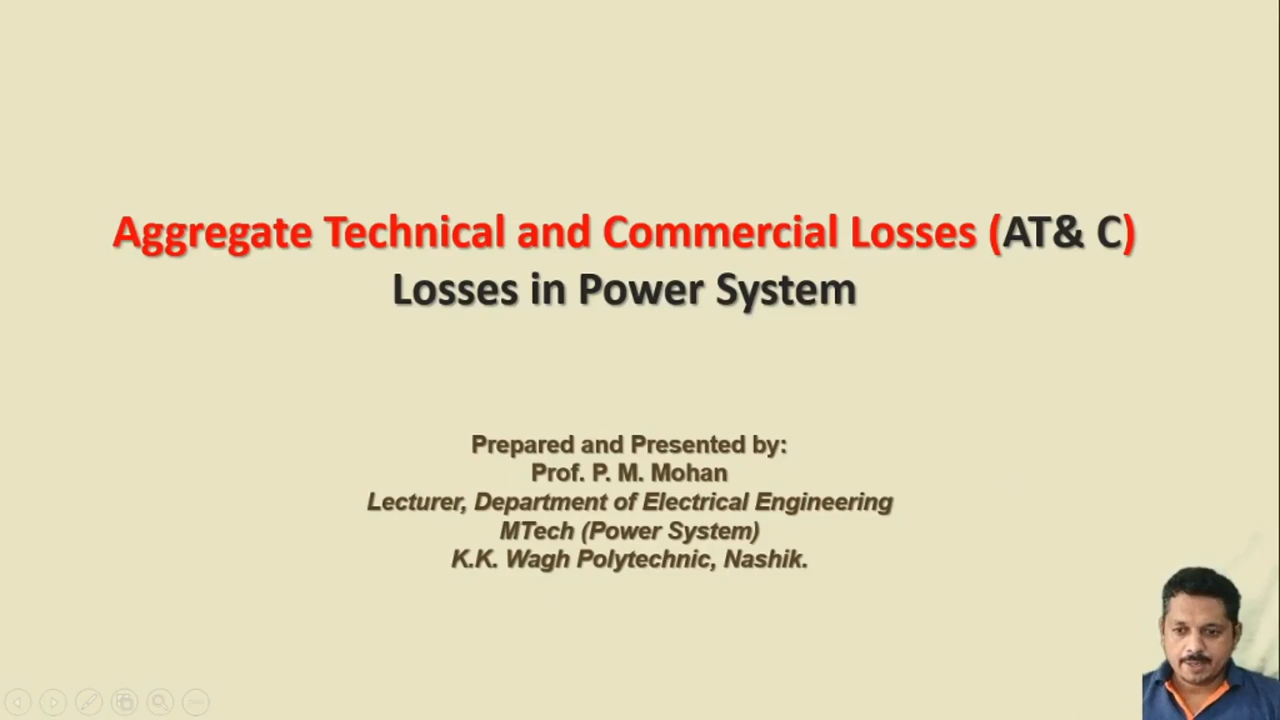 Aggregate Technical and Commercial Losses (AT& C)
Losses in Power System
Prepared and Presented by:
Prof. P. M. Mohan
Lecturer, Department of Electrical Engineering
MTech (Power System)
K.K. Wagh Polytechnic, Nashik.